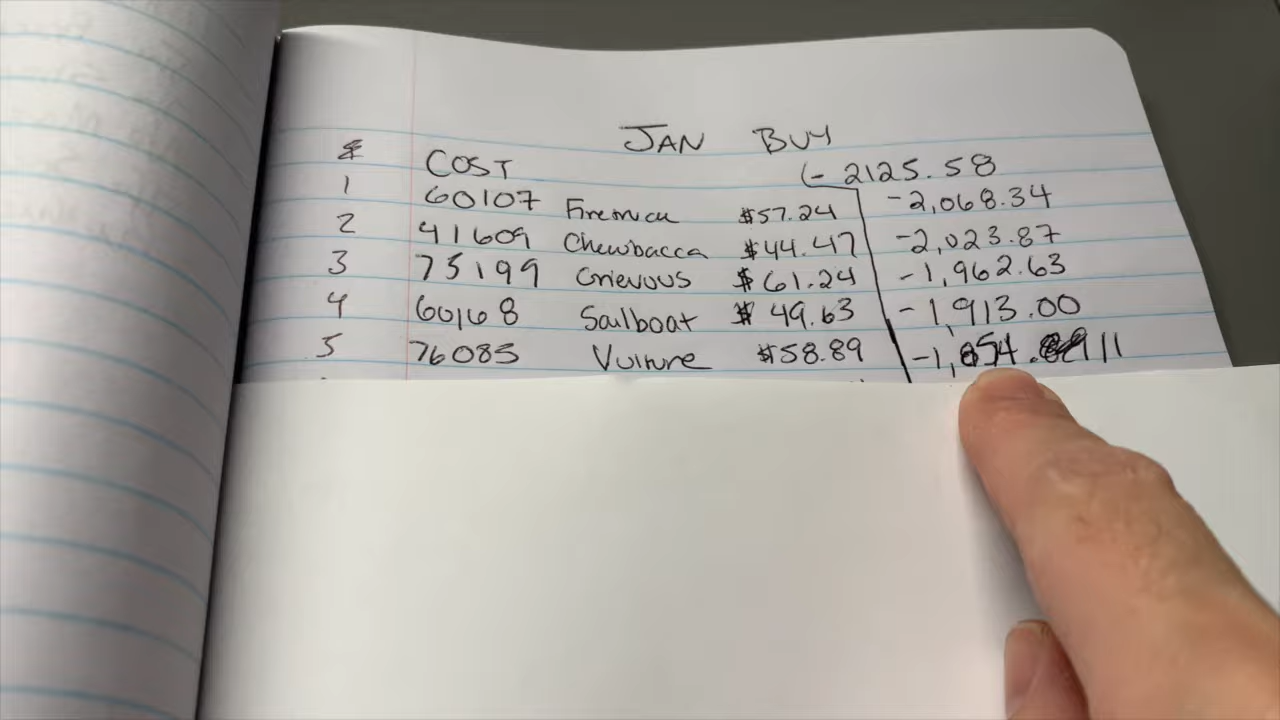 JAN BUY
# COST (- 2125.58
1 60107 $57.24 -2,068.34
2 41609 Chewbacca $44.47 -2,023.87
3 75199 Grievous $61.24 -1,962.63
4 60168 Sailboat $49.63 -1,913.00
5 76083 Vulture $58.89 -1,854.11